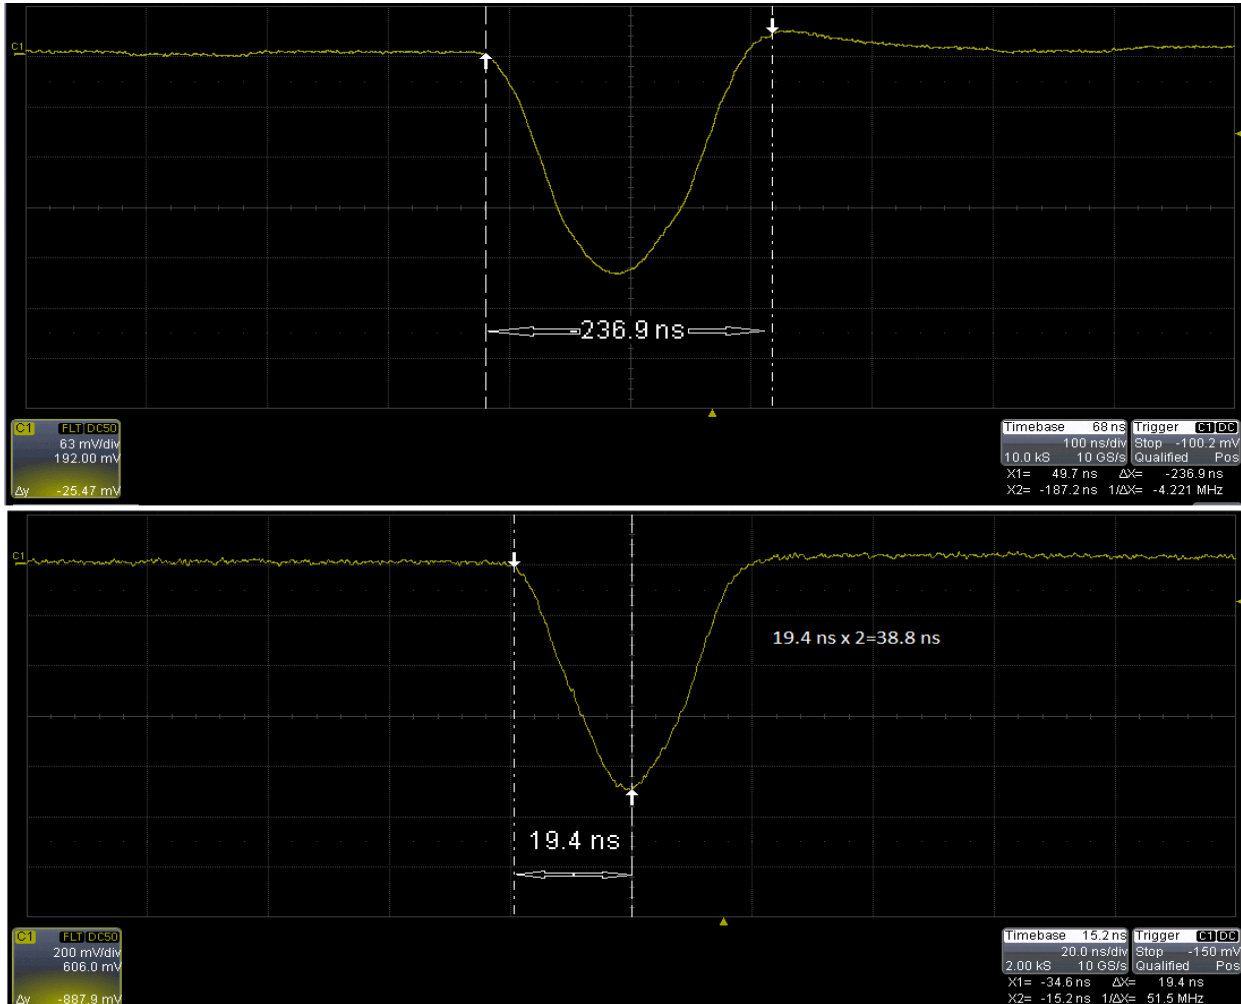 C1
-236.9 ns
C1 FLT DC50
63 mV/div
192.00 mV
Δy -25.47 mV
Timebase 68 ns
100 ns/div
10.0 kS 10 GS/s
Trigger C1 DC
Stop -100.2 mV
Qualified Pos
X1= 49.7 ns ΔX= -236.9 ns
X2= -187.2 ns 1/ΔX= -4.221 MHz
C1
19.4 ns x 2=38.8 ns
19.4 ns
C1 FLT DC50
200 mV/div
606.0 mV
Δy -887.9 mV
Timebase 15.2 ns
20.0 ns/div
2.00 kS 10 GS/s
Trigger C1 DC
Stop -150 mV
Qualified Pos
X1= -34.6 ns ΔX= 19.4 ns
X2= -15.2 ns 1/ΔX= 51.5 MHz